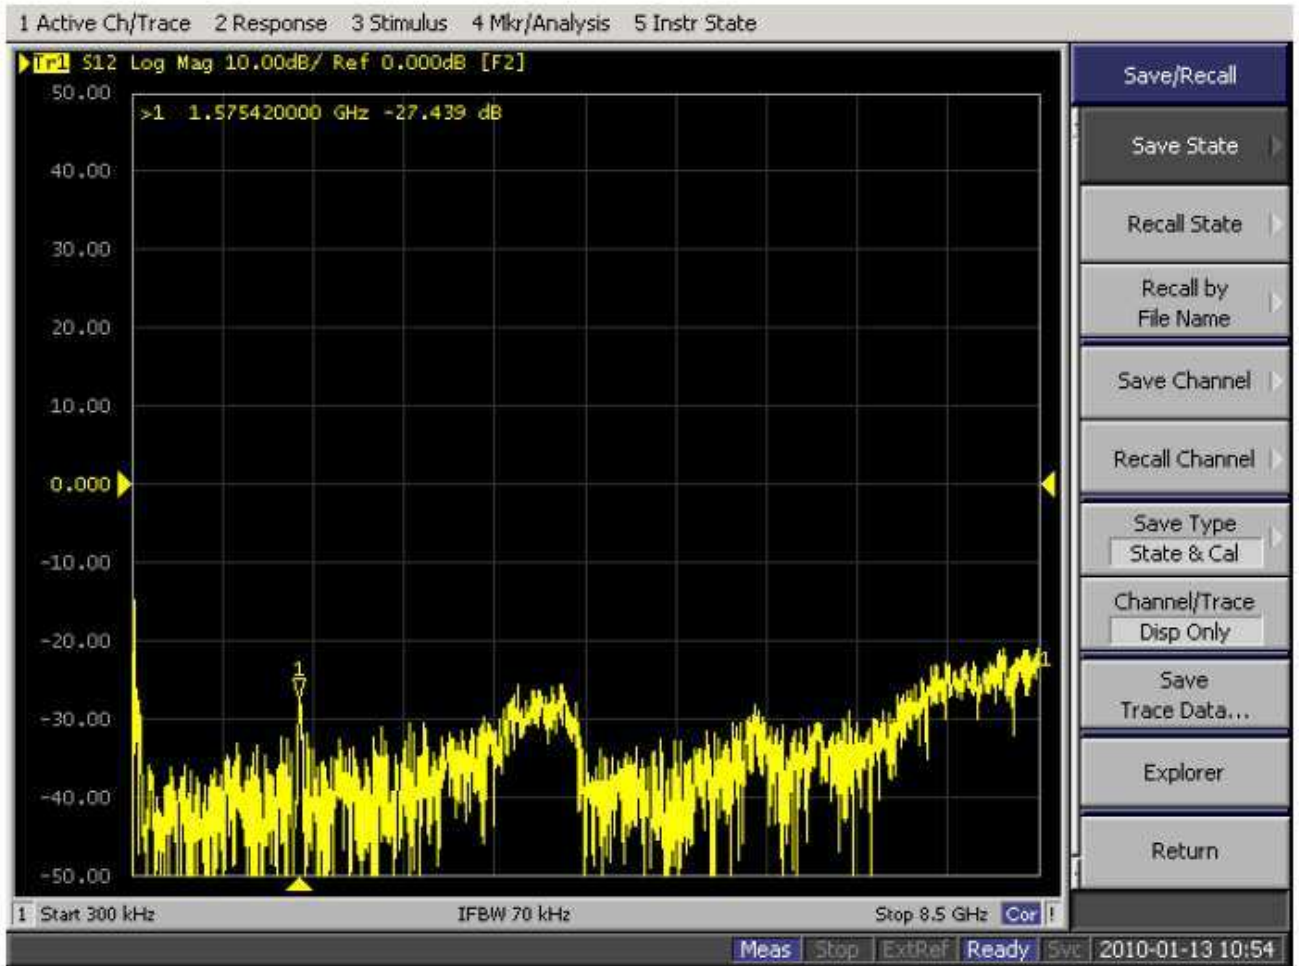 1 Active Ch/Trace 2 Response 3 Stimulus 4 Mkr/Analysis 5 Instr State
Tr1 S12 Log Mag 10.00dB/ Ref 0.000dB [F2]
50.00
>1 1.575420000 GHz -27.439 dB
40.00
30.00
20.00
10.00
0.000
-10.00
-20.00
-30.00
-40.00
-50.00
1
1
1 Start 300 kHz IFBW 70 kHz Stop 8.5 GHz Cor !
Save/Recall
Save State
Recall State
Recall by
File Name
Save Channel
Recall Channel
Save Type
State & Cal
Channel/Trace
Disp Only
Save
Trace Data...
Explorer
Return
Meas Stop ExtRef Ready Svc 2010-01-13 10:54